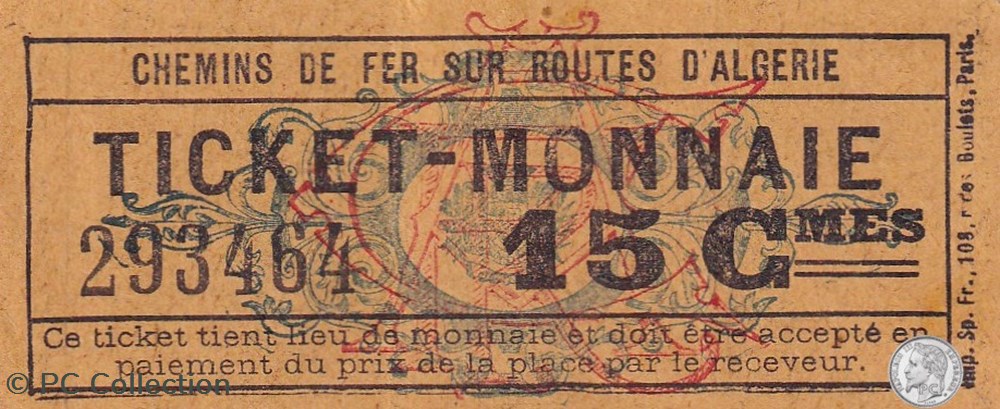 CHEMINS DE FER SUR ROUTES D'ALGERIE
TICKET-MONNAIE
293464
15 CMES
Ce ticket tient lieu de monnaie et doit être accepté en
paiement du prix de la place par le receveur.
Imp. Sp. Fr., 109, r. des Boulets, Paris.
© PC Collection